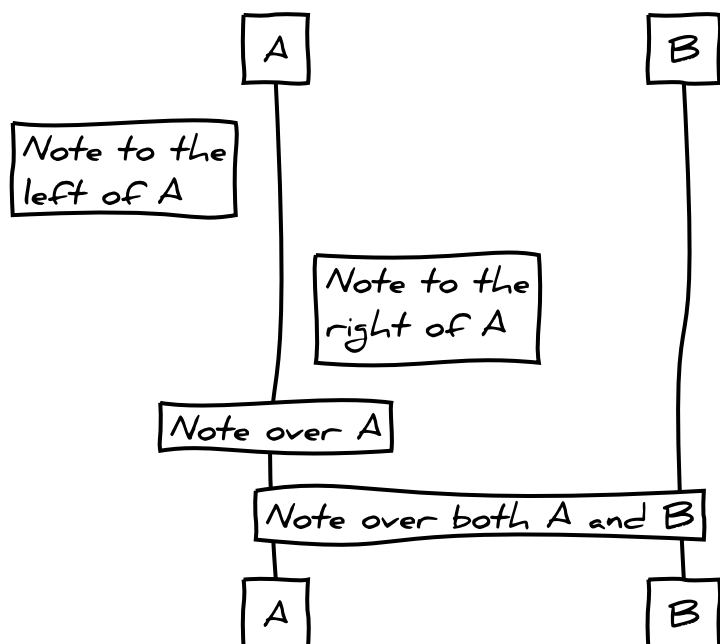 A
B
Note to the
left of A
Note to the
right of A
Note over A
Note over both A and B
A
B